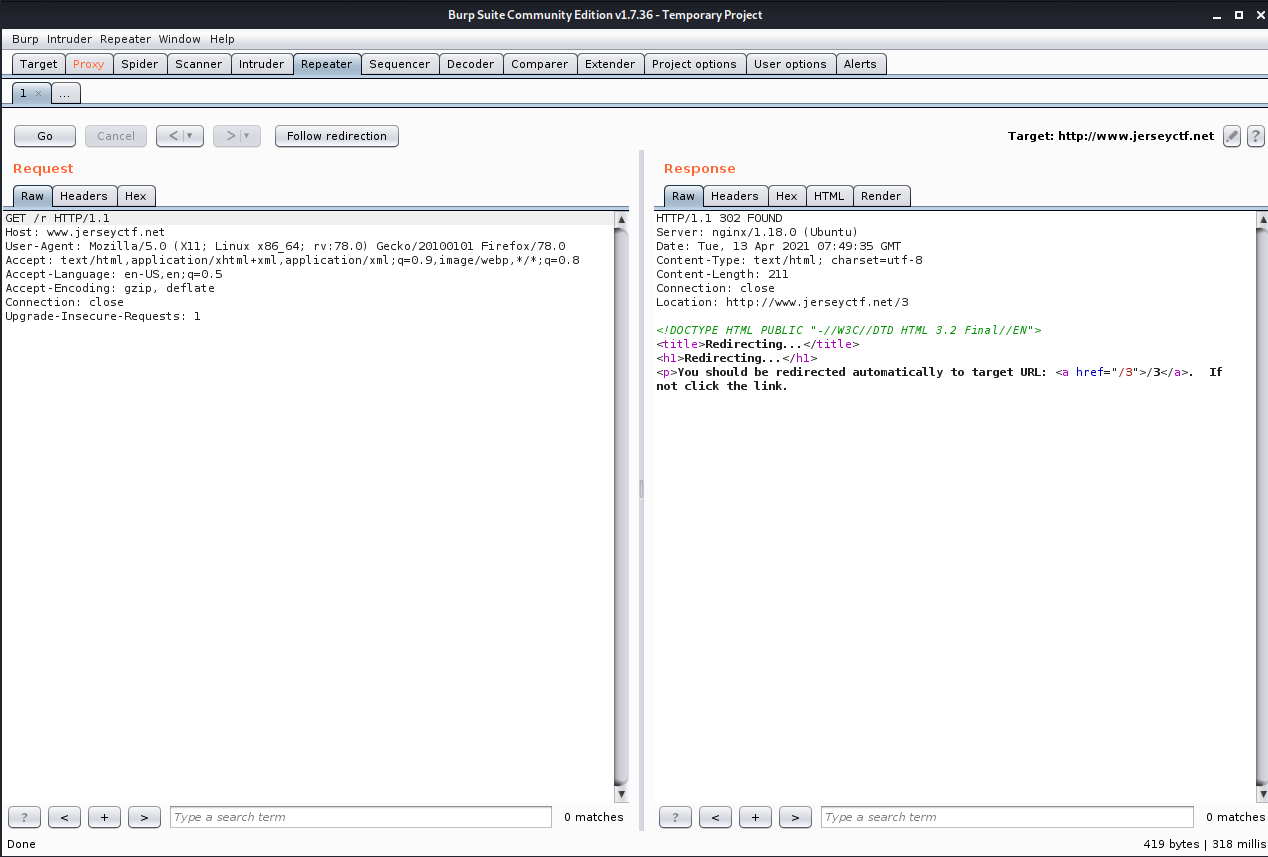 Burp Suite Community Edition v1.7.36 - Temporary Project
Burp Intruder Repeater Window Help
Target Proxy Spider Scanner Intruder Repeater Sequencer Decoder Comparer Extender Project options User options Alerts
1 × ...
Go Cancel < | ▼ > | ▼ Follow redirection Target: http://www.jerseyctf.net ?
Request
Raw Headers Hex
GET /r HTTP/1.1
Host: www.jerseyctf.net
User-Agent: Mozilla/5.0 (X11; Linux x86_64; rv:78.0) Gecko/20100101 Firefox/78.0
Accept: text/html,application/xhtml+xml,application/xml;q=0.9,image/webp,*/*;q=0.8
Accept-Language: en-US,en;q=0.5
Accept-Encoding: gzip, deflate
Connection: close
Upgrade-Insecure-Requests: 1
? < + > Type a search term 0 matches
Response
Raw Headers Hex HTML Render
HTTP/1.1 302 FOUND
Server: nginx/1.18.0 (Ubuntu)
Date: Tue, 13 Apr 2021 07:49:35 GMT
Content-Type: text/html; charset=utf-8
Content-Length: 211
Connection: close
Location: http://www.jerseyctf.net/3
<!DOCTYPE HTML PUBLIC "-//W3C//DTD HTML 3.2 Final//EN">
<title>Redirecting...</title>
<h1>Redirecting...</h1>
<p>You should be redirected automatically to target URL: <a href="/3">/3</a>.  If
not click the link.
? < + > Type a search term 0 matches
Done 419 bytes | 318 millis